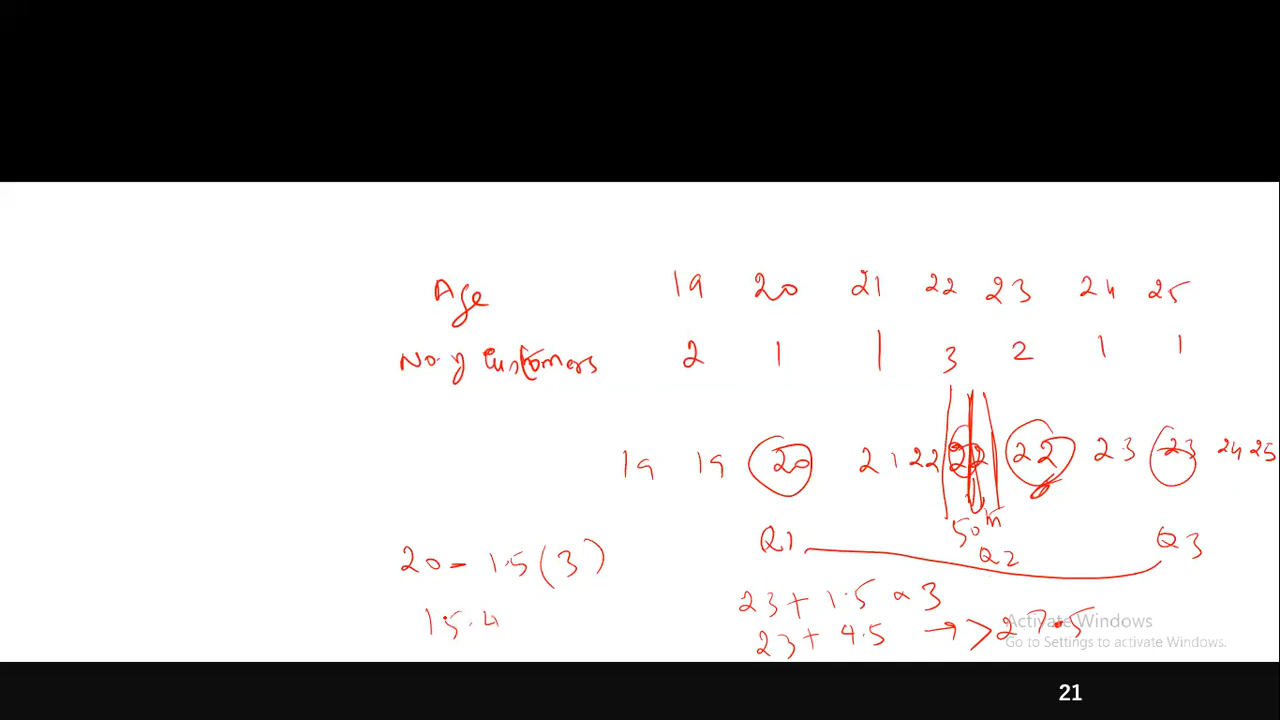 Age 19 20 21 22 23 24 25
No. of Customers 2 1 1 3 2 1 1
19 19 20 21 22 22 22 23 23 24 25
50th
Q1 Q2 Q3
20 - 1.5 (3)
23 + 1.5 * 3
15.4
23 + 4.5 → > 27.5
Activate Windows
Go to Settings to activate Windows.
21